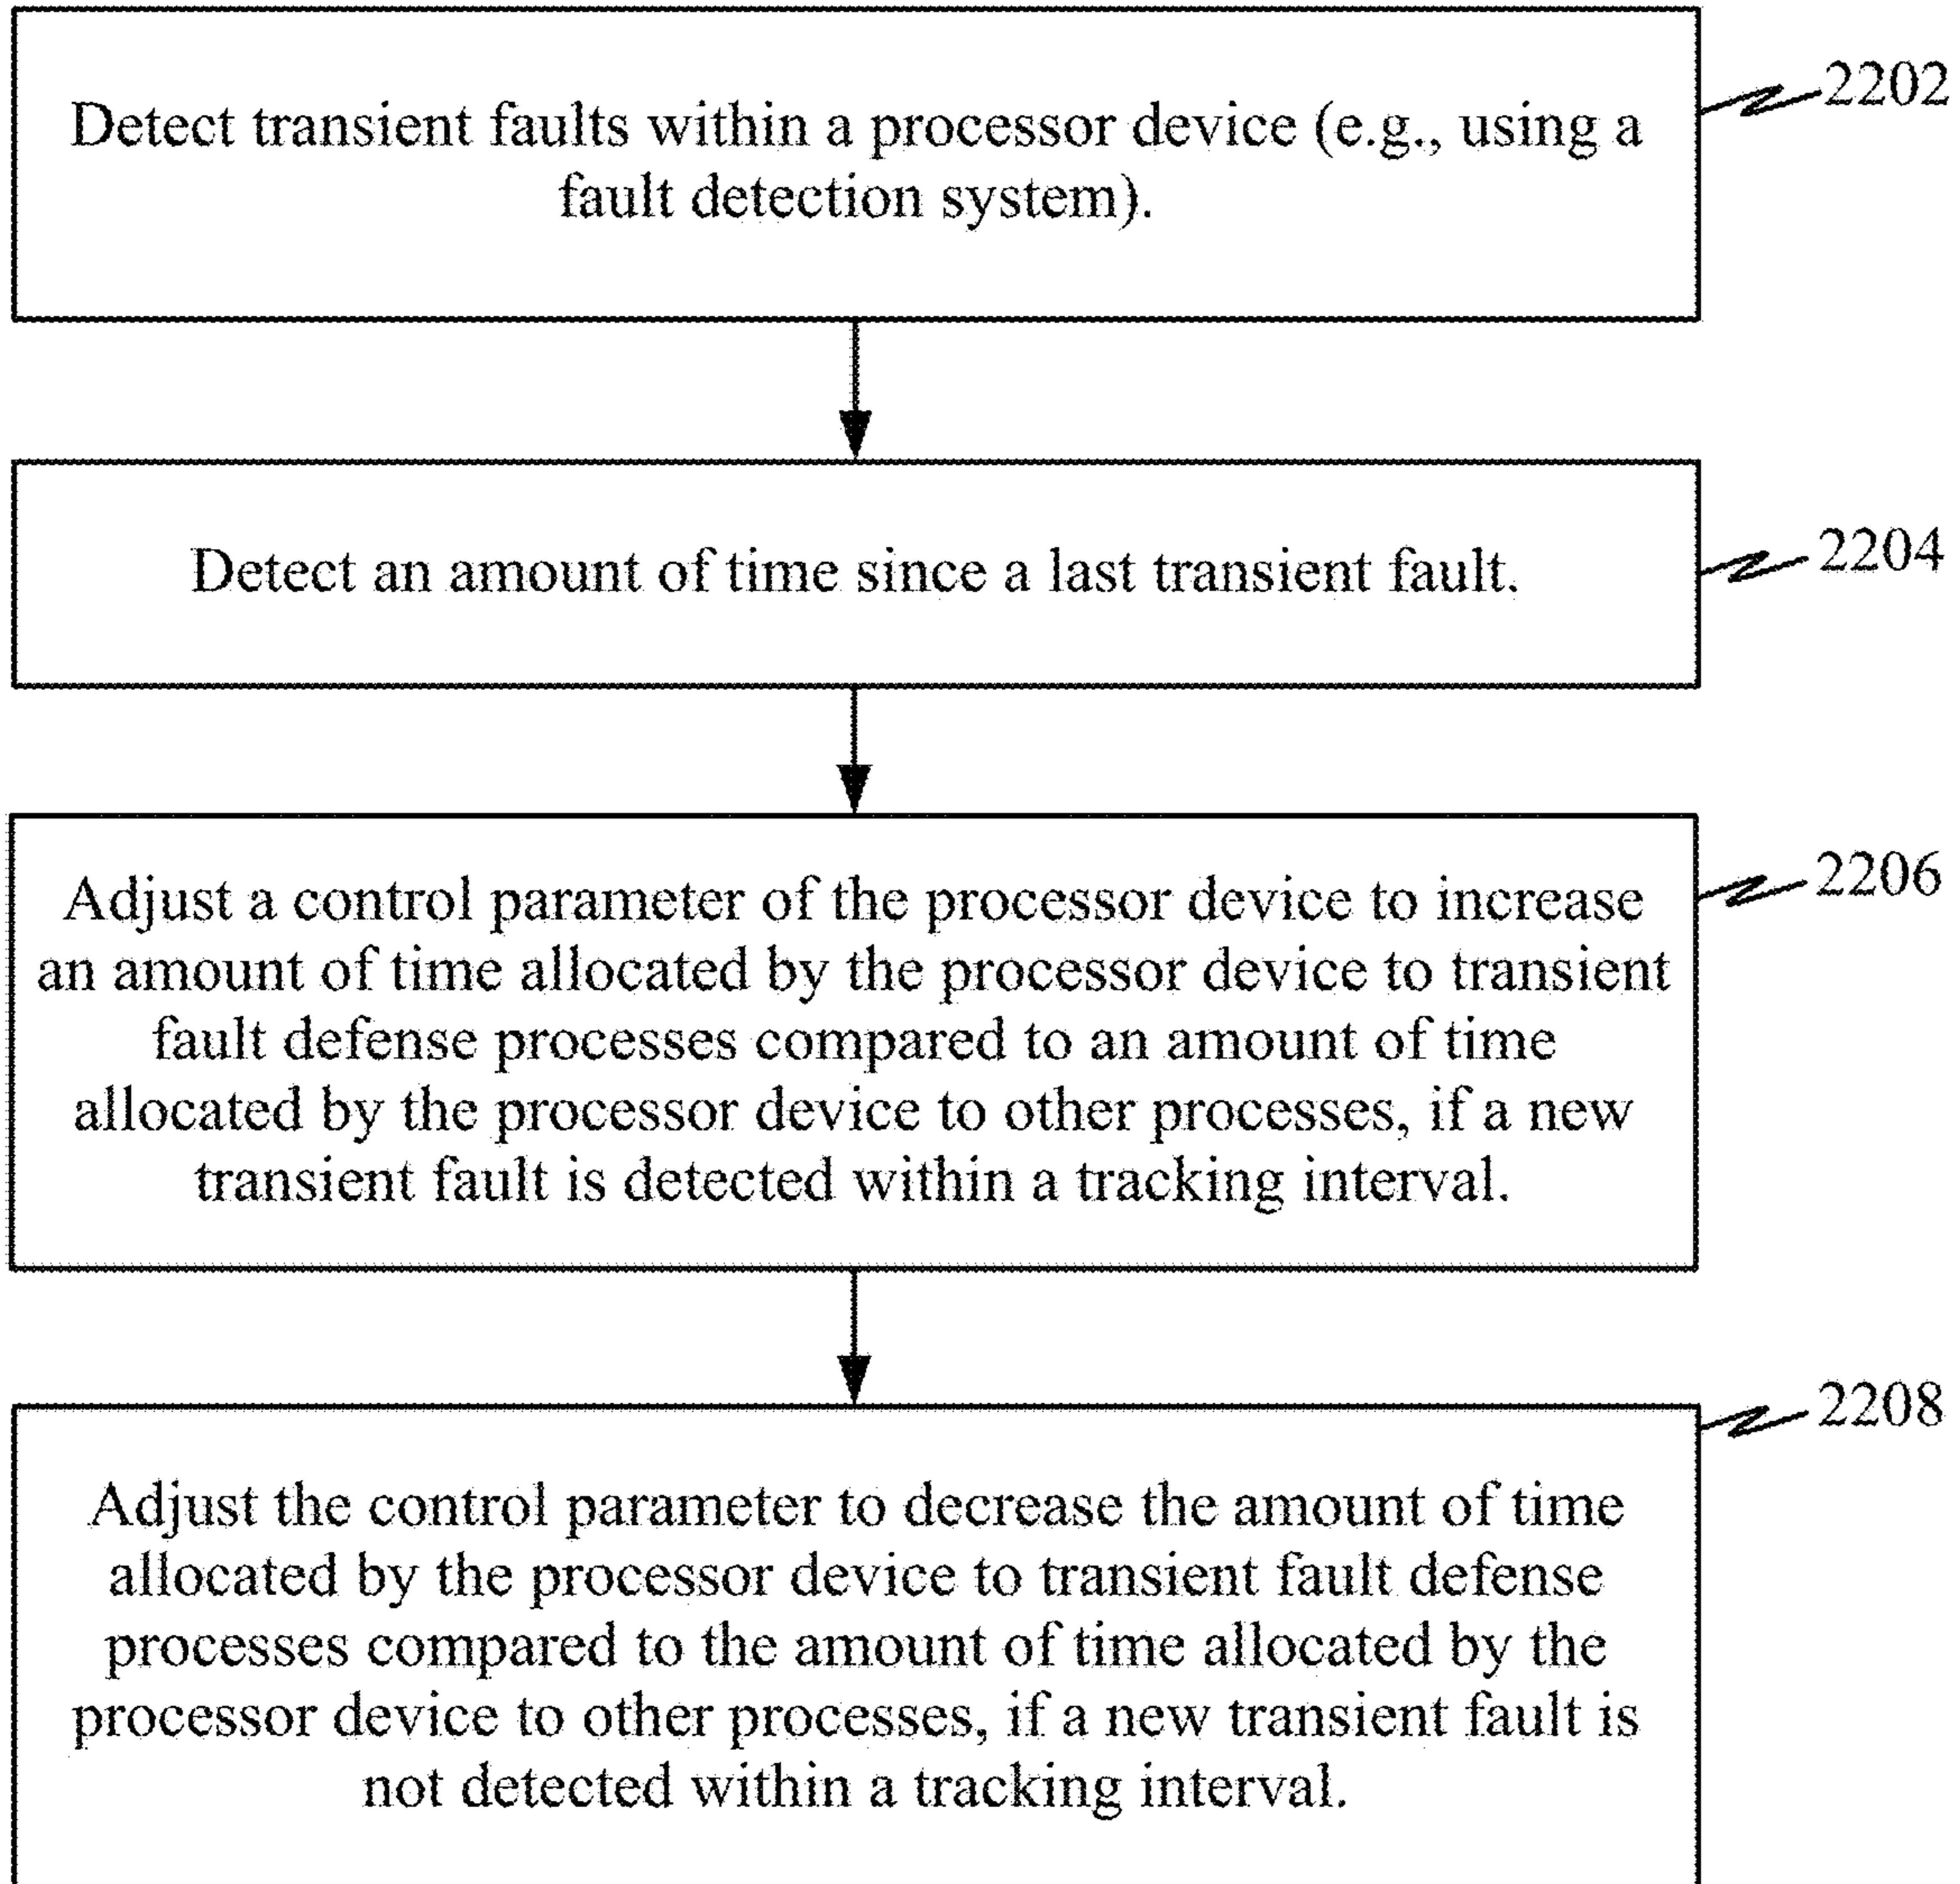 Detect transient faults within a processor device (e.g., using a
fault detection system).
2202
Detect an amount of time since a last transient fault.
2204
Adjust a control parameter of the processor device to increase
an amount of time allocated by the processor device to transient
fault defense processes compared to an amount of time
allocated by the processor device to other processes, if a new
transient fault is detected within a tracking interval.
2206
Adjust the control parameter to decrease the amount of time
allocated by the processor device to transient fault defense
processes compared to the amount of time allocated by the
processor device to other processes, if a new transient fault is
not detected within a tracking interval.
2208